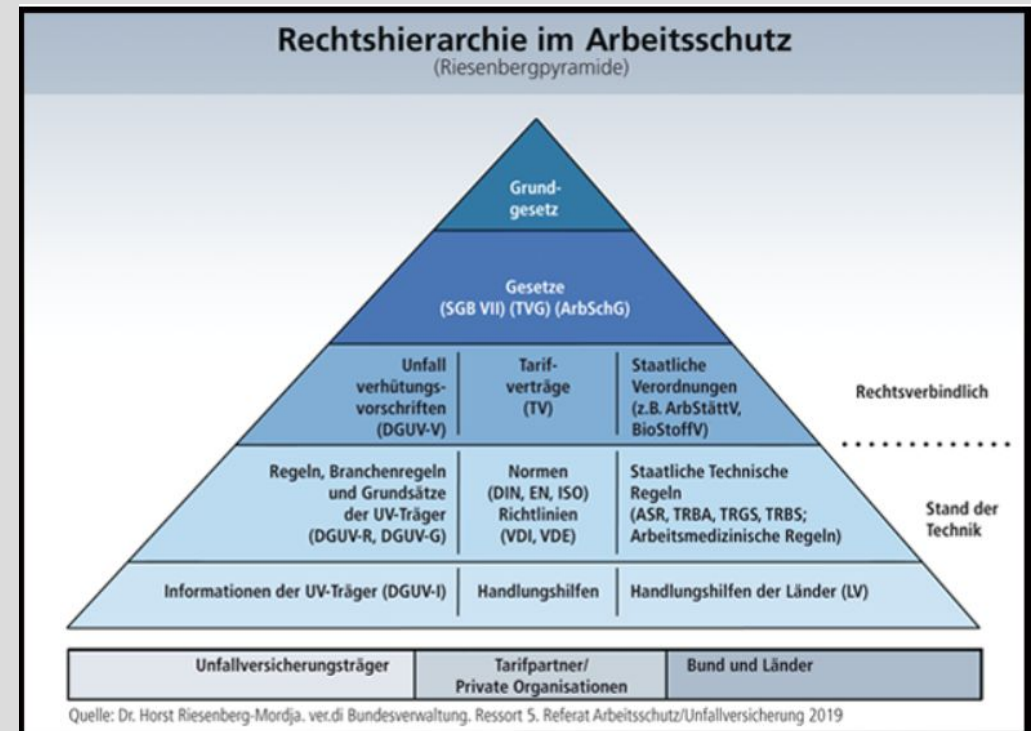 Rechtshierarchie im Arbeitsschutz
(Riesenbergpyramide)
Grund-
gesetz
Gesetze
(SGB VII) (TVG) (ArbSchG)
Unfall
verhütungs-
vorschriften
(DGUV-V)
Tarif-
verträge
(TV)
Staatliche
Verordnungen
(z.B. ArbStättV,
BioStoffV)
Rechtsverbindlich
Regeln, Branchenregeln
und Grundsätze
der UV-Träger
(DGUV-R, DGUV-G)
Normen
(DIN, EN, ISO)
Richtlinien
(VDI, VDE)
Staatliche Technische
Regeln
(ASR, TRBA, TRGS, TRBS;
Arbeitsmedizinische Regeln)
Stand der
Technik
Informationen der UV-Träger (DGUV-I)
Handlungshilfen
Handlungshilfen der Länder (LV)
Unfallversicherungsträger
Tarifpartner/
Private Organisationen
Bund und Länder
Quelle: Dr. Horst Riesenberg-Mordja. ver.di Bundesverwaltung. Ressort 5. Referat Arbeitsschutz/Unfallversicherung 2019